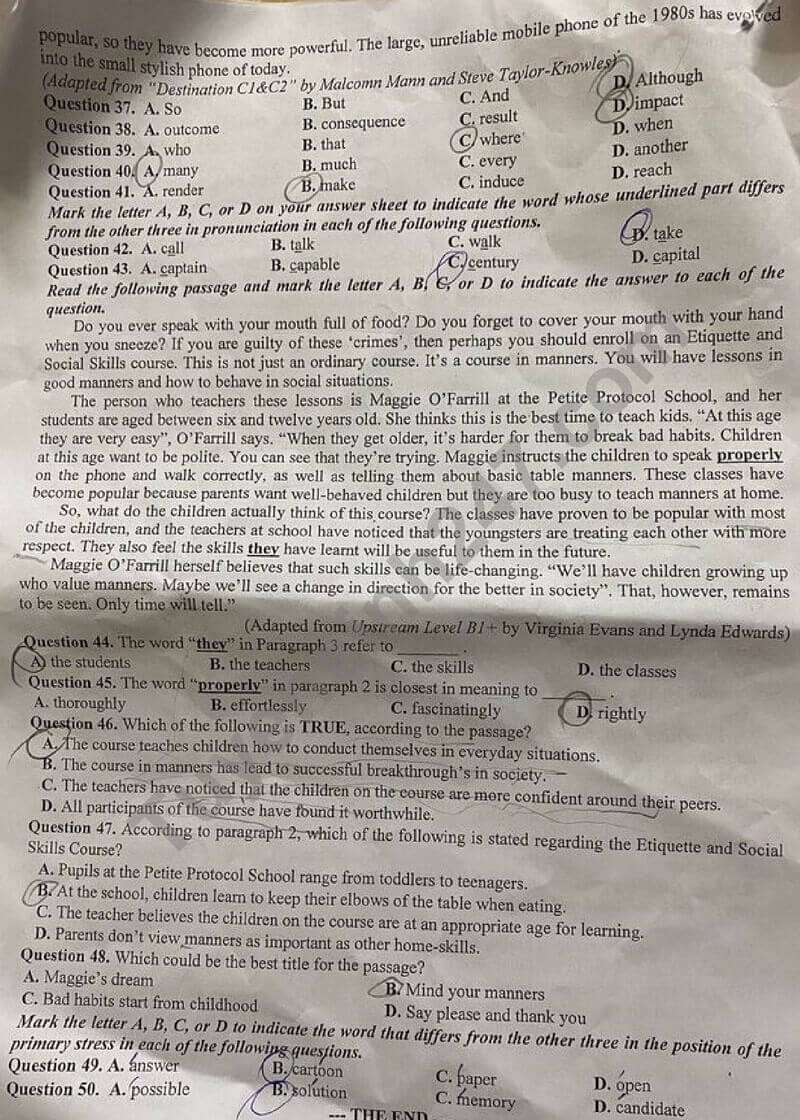 popular, so they have become more powerful. The large, unreliable mobile phone of the 1980s has evolved
into the small stylish phone of today.
(Adapted from "Destination C1&C2" by Malcomn Mann and Steve Taylor-Knowles)
Question 37. A. So B. But C. And D. Although
Question 38. A. outcome B. consequence C. result D. impact
Question 39. A. who B. that C. where D. when
Question 40. A. many B. much C. every D. another
Question 41. A. render B. make C. induce D. reach
Mark the letter A, B, C, or D on your answer sheet to indicate the word whose underlined part differs
from the other three in pronunciation in each of the following questions.
Question 42. A. call B. talk C. walk D. take
Question 43. A. captain B. capable C. century D. capital
Read the following passage and mark the letter A, B, C, or D to indicate the answer to each of the
question.
Do you ever speak with your mouth full of food? Do you forget to cover your mouth with your hand
when you sneeze? If you are guilty of these 'crimes', then perhaps you should enroll on an Etiquette and
Social Skills course. This is not just an ordinary course. It's a course in manners. You will have lessons in
good manners and how to behave in social situations.
The person who teachers these lessons is Maggie O'Farrill at the Petite Protocol School, and her
students are aged between six and twelve years old. She thinks this is the best time to teach kids. "At this age
they are very easy", O'Farrill says. "When they get older, it's harder for them to break bad habits. Children
at this age want to be polite. You can see that they're trying. Maggie instructs the children to speak properly
on the phone and walk correctly, as well as telling them about basic table manners. These classes have
become popular because parents want well-behaved children but they are too busy to teach manners at home.
So, what do the children actually think of this course? The classes have proven to be popular with most
of the children, and the teachers at school have noticed that the youngsters are treating each other with more
respect. They also feel the skills they have learnt will be useful to them in the future.
Maggie O'Farrill herself believes that such skills can be life-changing. "We'll have children growing up
who value manners. Maybe we'll see a change in direction for the better in society". That, however, remains
to be seen. Only time will tell."
(Adapted from Upstream Level B1+ by Virginia Evans and Lynda Edwards)
Question 44. The word "they" in Paragraph 3 refer to ______ .
A. the students B. the teachers C. the skills D. the classes
Question 45. The word "properly" in paragraph 2 is closest in meaning to ______ .
A. thoroughly B. effortlessly C. fascinatingly D. rightly
Question 46. Which of the following is TRUE, according to the passage?
A. The course teaches children how to conduct themselves in everyday situations.
B. The course in manners has lead to successful breakthrough's in society.
C. The teachers have noticed that the children on the course are more confident around their peers.
D. All participants of the course have found it worthwhile.
Question 47. According to paragraph 2, which of the following is stated regarding the Etiquette and Social
Skills Course?
A. Pupils at the Petite Protocol School range from toddlers to teenagers.
B. At the school, children learn to keep their elbows of the table when eating.
C. The teacher believes the children on the course are at an appropriate age for learning.
D. Parents don't view manners as important as other home-skills.
Question 48. Which could be the best title for the passage?
A. Maggie's dream B. Mind your manners
C. Bad habits start from childhood D. Say please and thank you
Mark the letter A, B, C, or D to indicate the word that differs from the other three in the position of the
primary stress in each of the following questions.
Question 49. A. answer B. cartoon C. paper D. open
Question 50. A. possible B. solution C. memory D. candidate
--- THE END